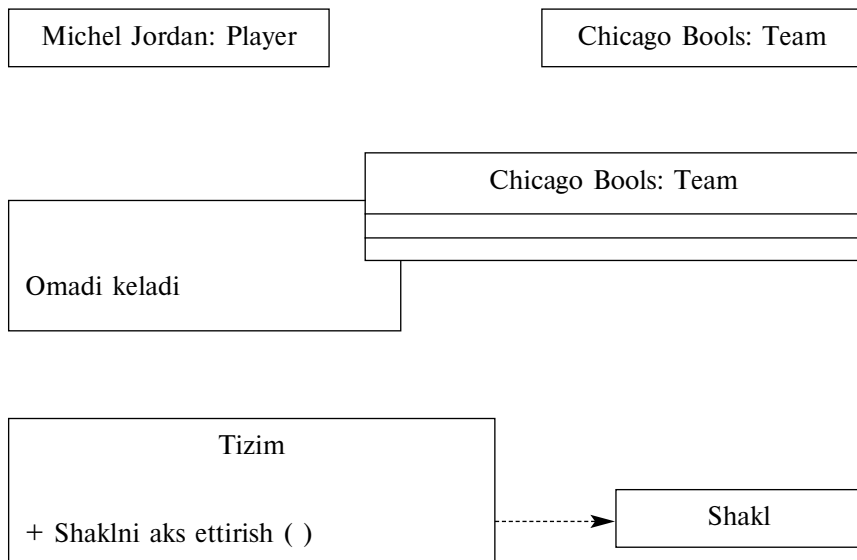 Michel Jordan: Player
Chicago Bools: Team
Chicago Bools: Team
Omadi keladi
Tizim
+ Shaklni aks ettirish ( )
Shakl